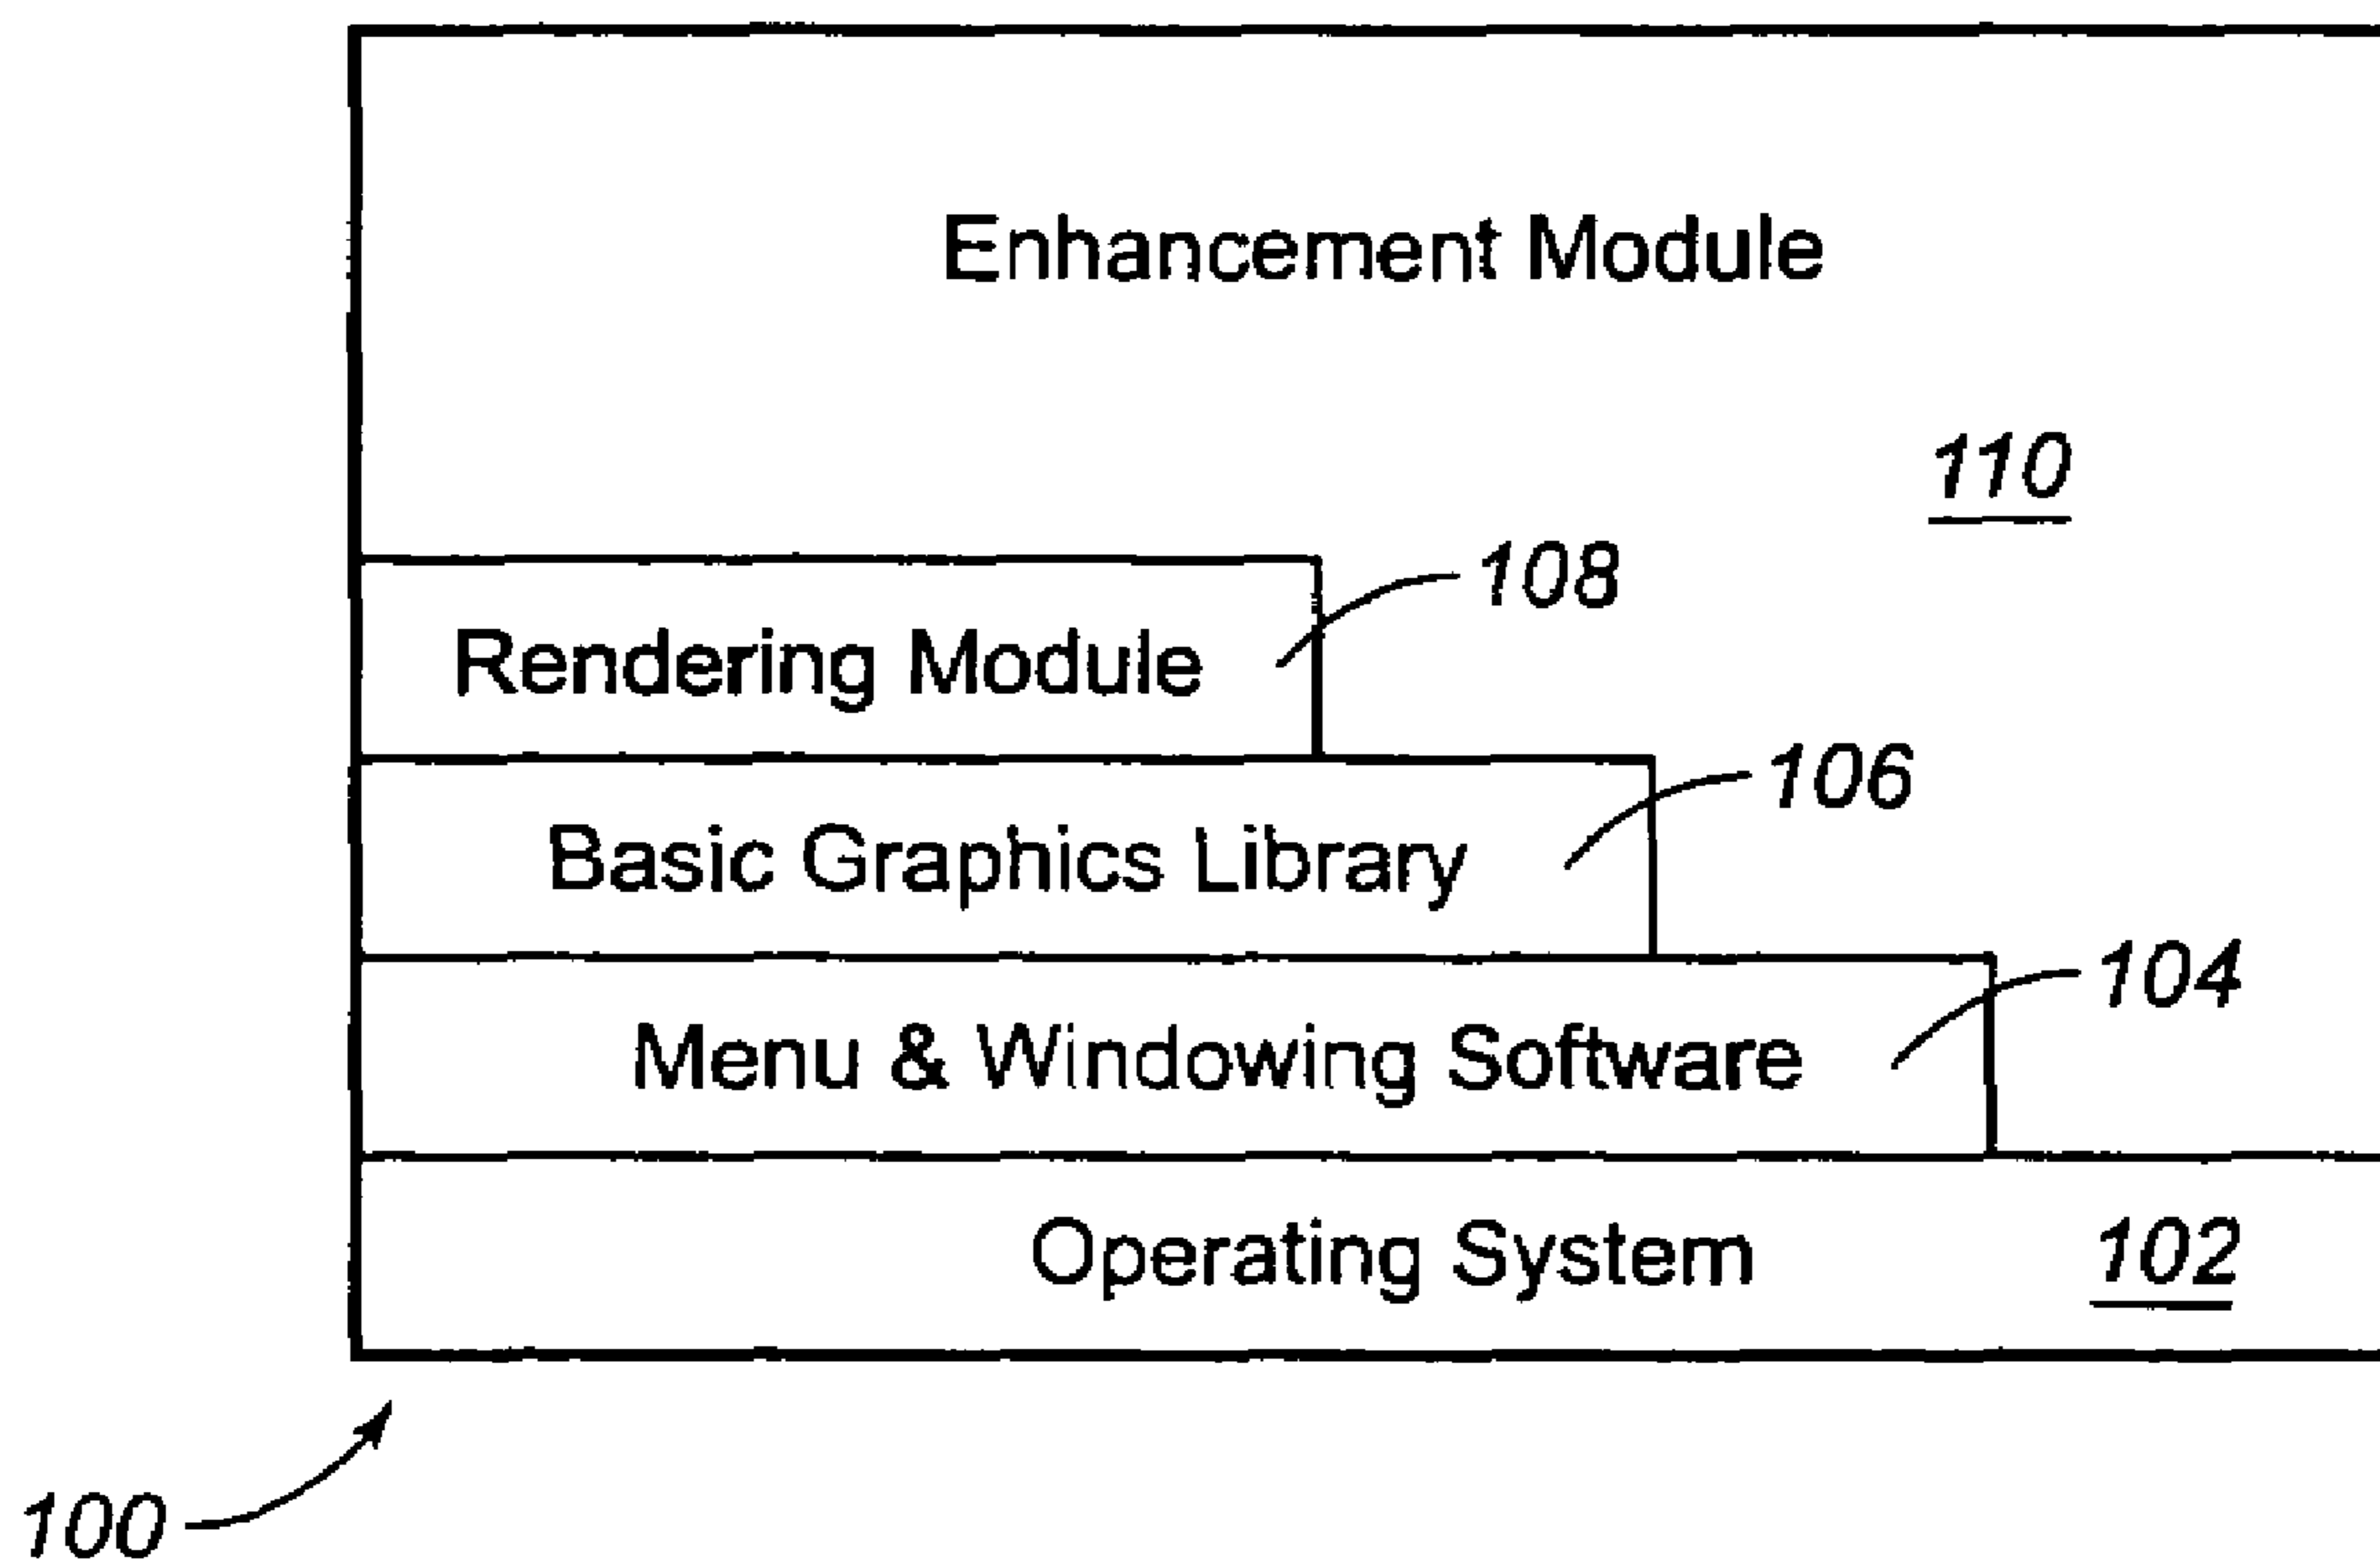 Enhancement Module
110
108
Rendering Module
106
Basic Graphics Library
104
Menu & Windowing Software
Operating System 102
100